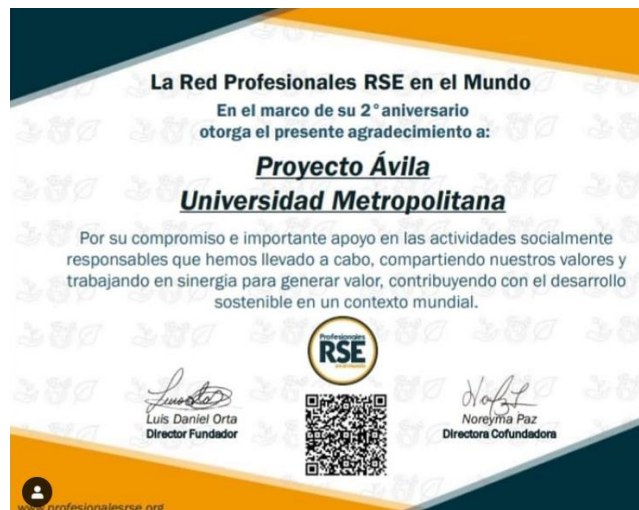 La Red Profesionales RSE en el Mundo
En el marco de su 2° aniversario
otorga el presente agradecimiento a:
Proyecto Ávila
Universidad Metropolitana
Por su compromiso e importante apoyo en las actividades socialmente
responsables que hemos llevado a cabo, compartiendo nuestros valores y
trabajando en sinergia para generar valor, contribuyendo con el desarrollo
sostenible en un contexto mundial.
Profesionales
RSE
Luis Daniel Orta
Director Fundador
Noreyma Paz
Directora Cofundadora
www.profesionalesrse.org